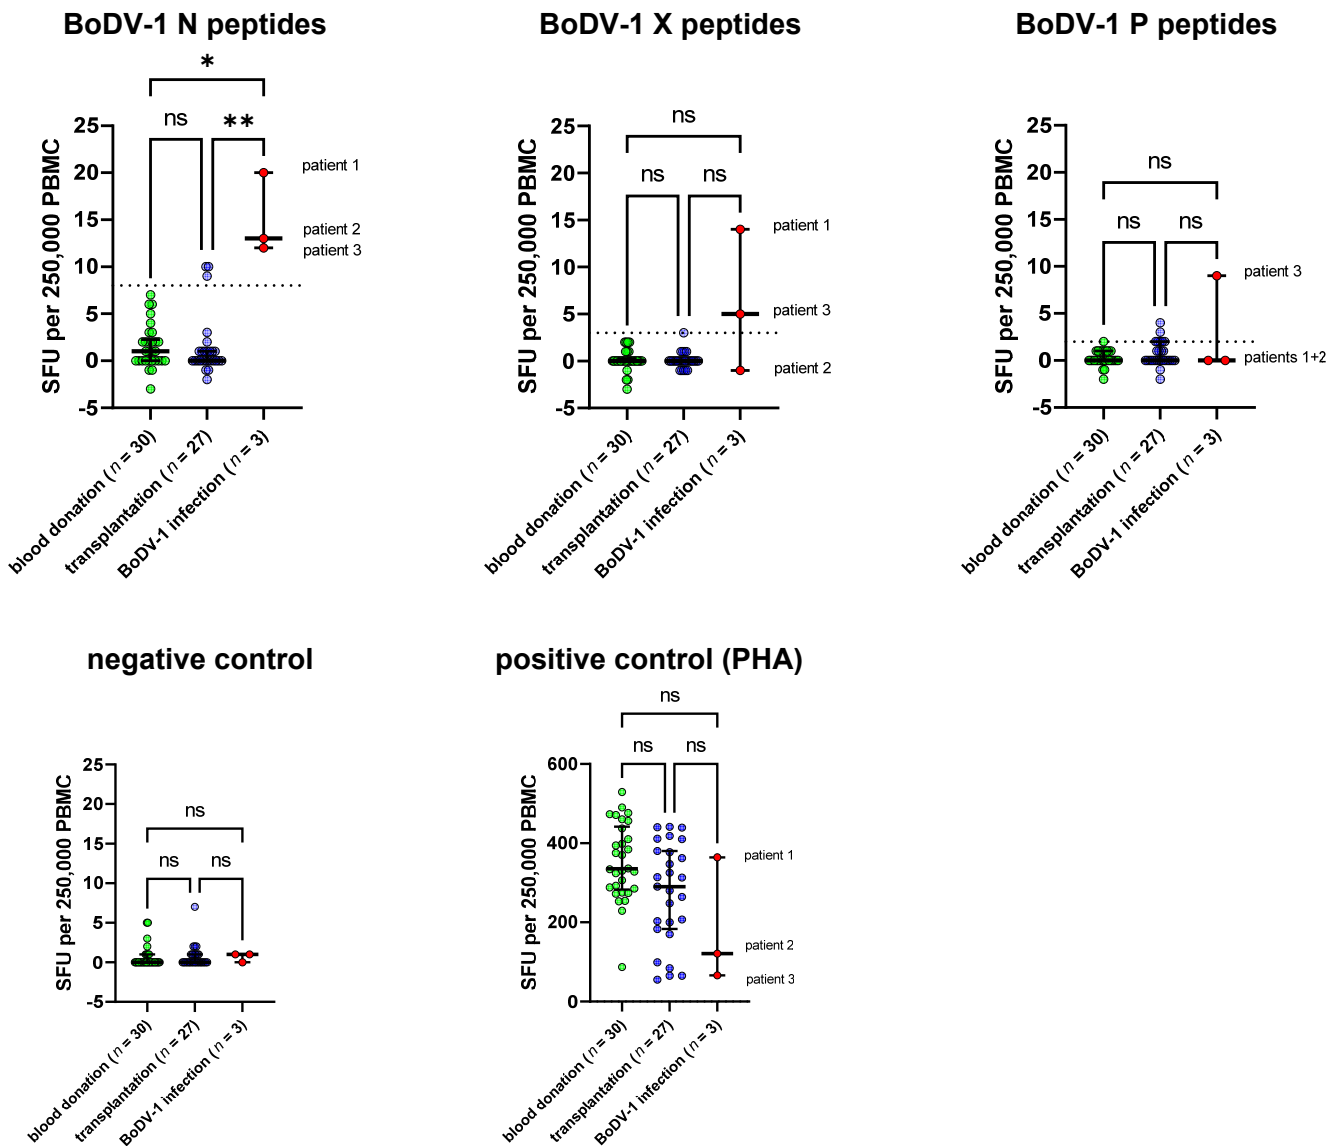 BoDV-1 N peptides
*
ns
**
SFU per 250,000 PBMC
25
20
15
10
5
0
-5
patient 1
patient 2
patient 3
blood donation (n = 30)
transplantation (n = 27)
BoDV-1 infection (n = 3)
BoDV-1 X peptides
ns
ns
ns
SFU per 250,000 PBMC
25
20
15
10
5
0
-5
patient 1
patient 3
patient 2
blood donation (n = 30)
transplantation (n = 27)
BoDV-1 infection (n = 3)
BoDV-1 P peptides
ns
ns
ns
SFU per 250,000 PBMC
25
20
15
10
5
0
-5
patient 3
patients 1+2
blood donation (n = 30)
transplantation (n = 27)
BoDV-1 infection (n = 3)
negative control
ns
ns
ns
SFU per 250,000 PBMC
25
20
15
10
5
0
-5
blood donation (n = 30)
transplantation (n = 27)
BoDV-1 infection (n = 3)
positive control (PHA)
ns
ns
ns
SFU per 250,000 PBMC
600
400
200
0
patient 1
patient 2
patient 3
blood donation (n = 30)
transplantation (n = 27)
BoDV-1 infection (n = 3)